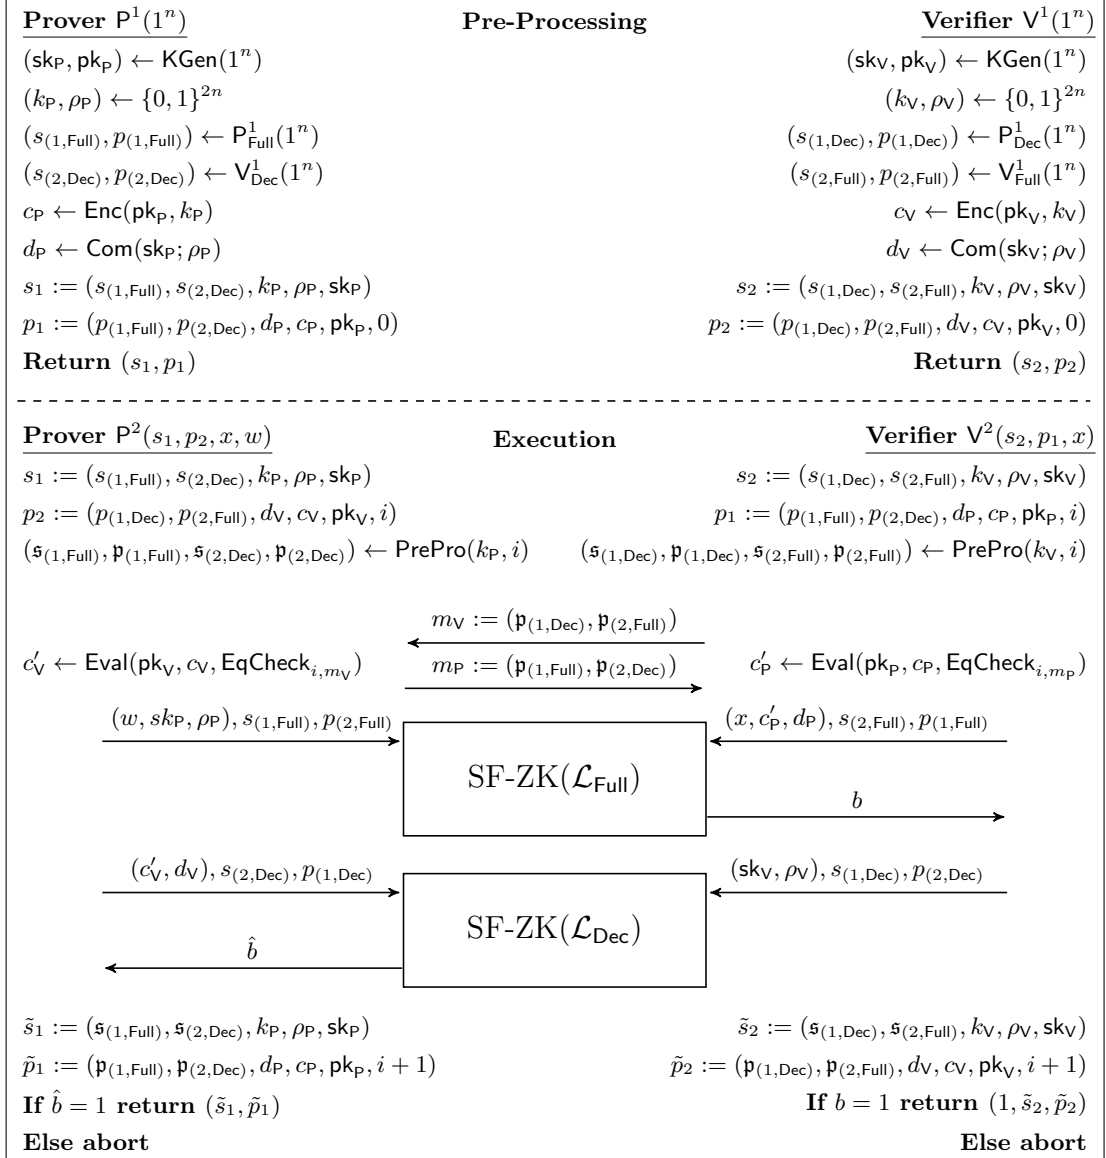 Prover P¹(1ⁿ) Pre-Processing Verifier V¹(1ⁿ)
(sk_P, pk_P) ← KGen(1ⁿ) (sk_V, pk_V) ← KGen(1ⁿ)
(k_P, ρ_P) ← {0, 1}²ⁿ (k_V, ρ_V) ← {0, 1}²ⁿ
(s_(1,Full), p_(1,Full)) ← P¹_Full(1ⁿ) (s_(1,Dec), p_(1,Dec)) ← P¹_Dec(1ⁿ)
(s_(2,Dec), p_(2,Dec)) ← V¹_Dec(1ⁿ) (s_(2,Full), p_(2,Full)) ← V¹_Full(1ⁿ)
c_P ← Enc(pk_P, k_P) c_V ← Enc(pk_V, k_V)
d_P ← Com(sk_P; ρ_P) d_V ← Com(sk_V; ρ_V)
s₁ := (s_(1,Full), s_(2,Dec), k_P, ρ_P, sk_P) s₂ := (s_(1,Dec), s_(2,Full), k_V, ρ_V, sk_V)
p₁ := (p_(1,Full), p_(2,Dec), d_P, c_P, pk_P, 0) p₂ := (p_(1,Dec), p_(2,Full), d_V, c_V, pk_V, 0)
Return (s₁, p₁) Return (s₂, p₂)
Prover P²(s₁, p₂, x, w) Execution Verifier V²(s₂, p₁, x)
s₁ := (s_(1,Full), s_(2,Dec), k_P, ρ_P, sk_P) s₂ := (s_(1,Dec), s_(2,Full), k_V, ρ_V, sk_V)
p₂ := (p_(1,Dec), p_(2,Full), d_V, c_V, pk_V, i) p₁ := (p_(1,Full), p_(2,Dec), d_P, c_P, pk_P, i)
(𝔰_(1,Full), 𝔭_(1,Full), 𝔰_(2,Dec), 𝔭_(2,Dec)) ← PrePro(k_P, i) (𝔰_(1,Dec), 𝔭_(1,Dec), 𝔰_(2,Full), 𝔭_(2,Full)) ← PrePro(k_V, i)
m_V := (𝔭_(1,Dec), 𝔭_(2,Full))
c′_V ← Eval(pk_V, c_V, EqCheck_{i,m_V}) m_P := (𝔭_(1,Full), 𝔭_(2,Dec)) c′_P ← Eval(pk_P, c_P, EqCheck_{i,m_P})
(w, sk_P, ρ_P), s_(1,Full), p_(2,Full) (x, c′_P, d_P), s_(2,Full), p_(1,Full)
SF-ZK(𝓛_Full)
b
(c′_V, d_V), s_(2,Dec), p_(1,Dec) (sk_V, ρ_V), s_(1,Dec), p_(2,Dec)
SF-ZK(𝓛_Dec)
b̂
s̃₁ := (𝔰_(1,Full), 𝔰_(2,Dec), k_P, ρ_P, sk_P) s̃₂ := (𝔰_(1,Dec), 𝔰_(2,Full), k_V, ρ_V, sk_V)
p̃₁ := (𝔭_(1,Full), 𝔭_(2,Dec), d_P, c_P, pk_P, i + 1) p̃₂ := (𝔭_(1,Dec), 𝔭_(2,Full), d_V, c_V, pk_V, i + 1)
If b̂ = 1 return (s̃₁, p̃₁) If b = 1 return (1, s̃₂, p̃₂)
Else abort Else abort